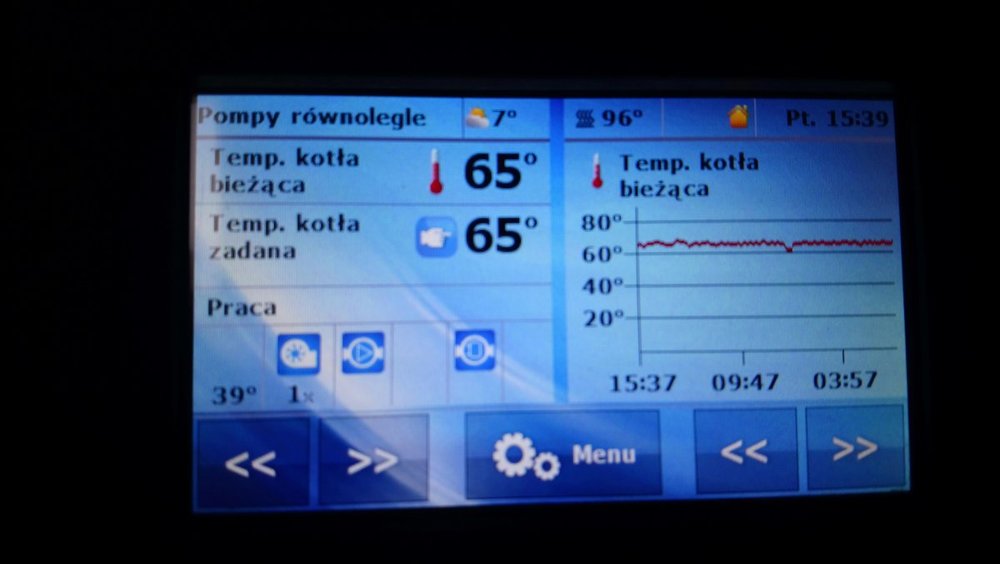 Pompy równolegle
7°
96°
Pt. 15:39
Temp. kotła
bieżąca
65°
Temp. kotła
zadana
65°
Praca
39°
1x
Temp. kotła
bieżąca
80°
60°
40°
20°
15:37
09:47
03:57
<<
>>
Menu
<<
>>